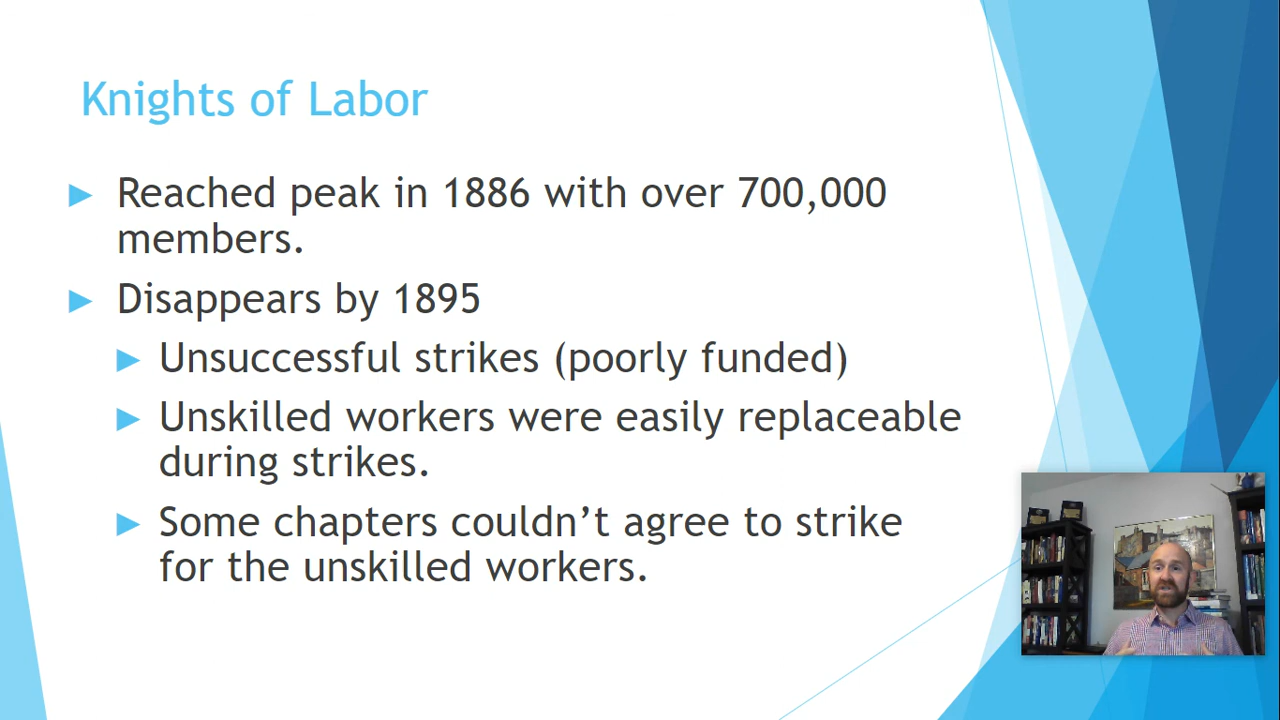 Knights of Labor
Reached peak in 1886 with over 700,000
members.
Disappears by 1895
Unsuccessful strikes (poorly funded)
Unskilled workers were easily replaceable
during strikes.
Some chapters couldn’t agree to strike
for the unskilled workers.